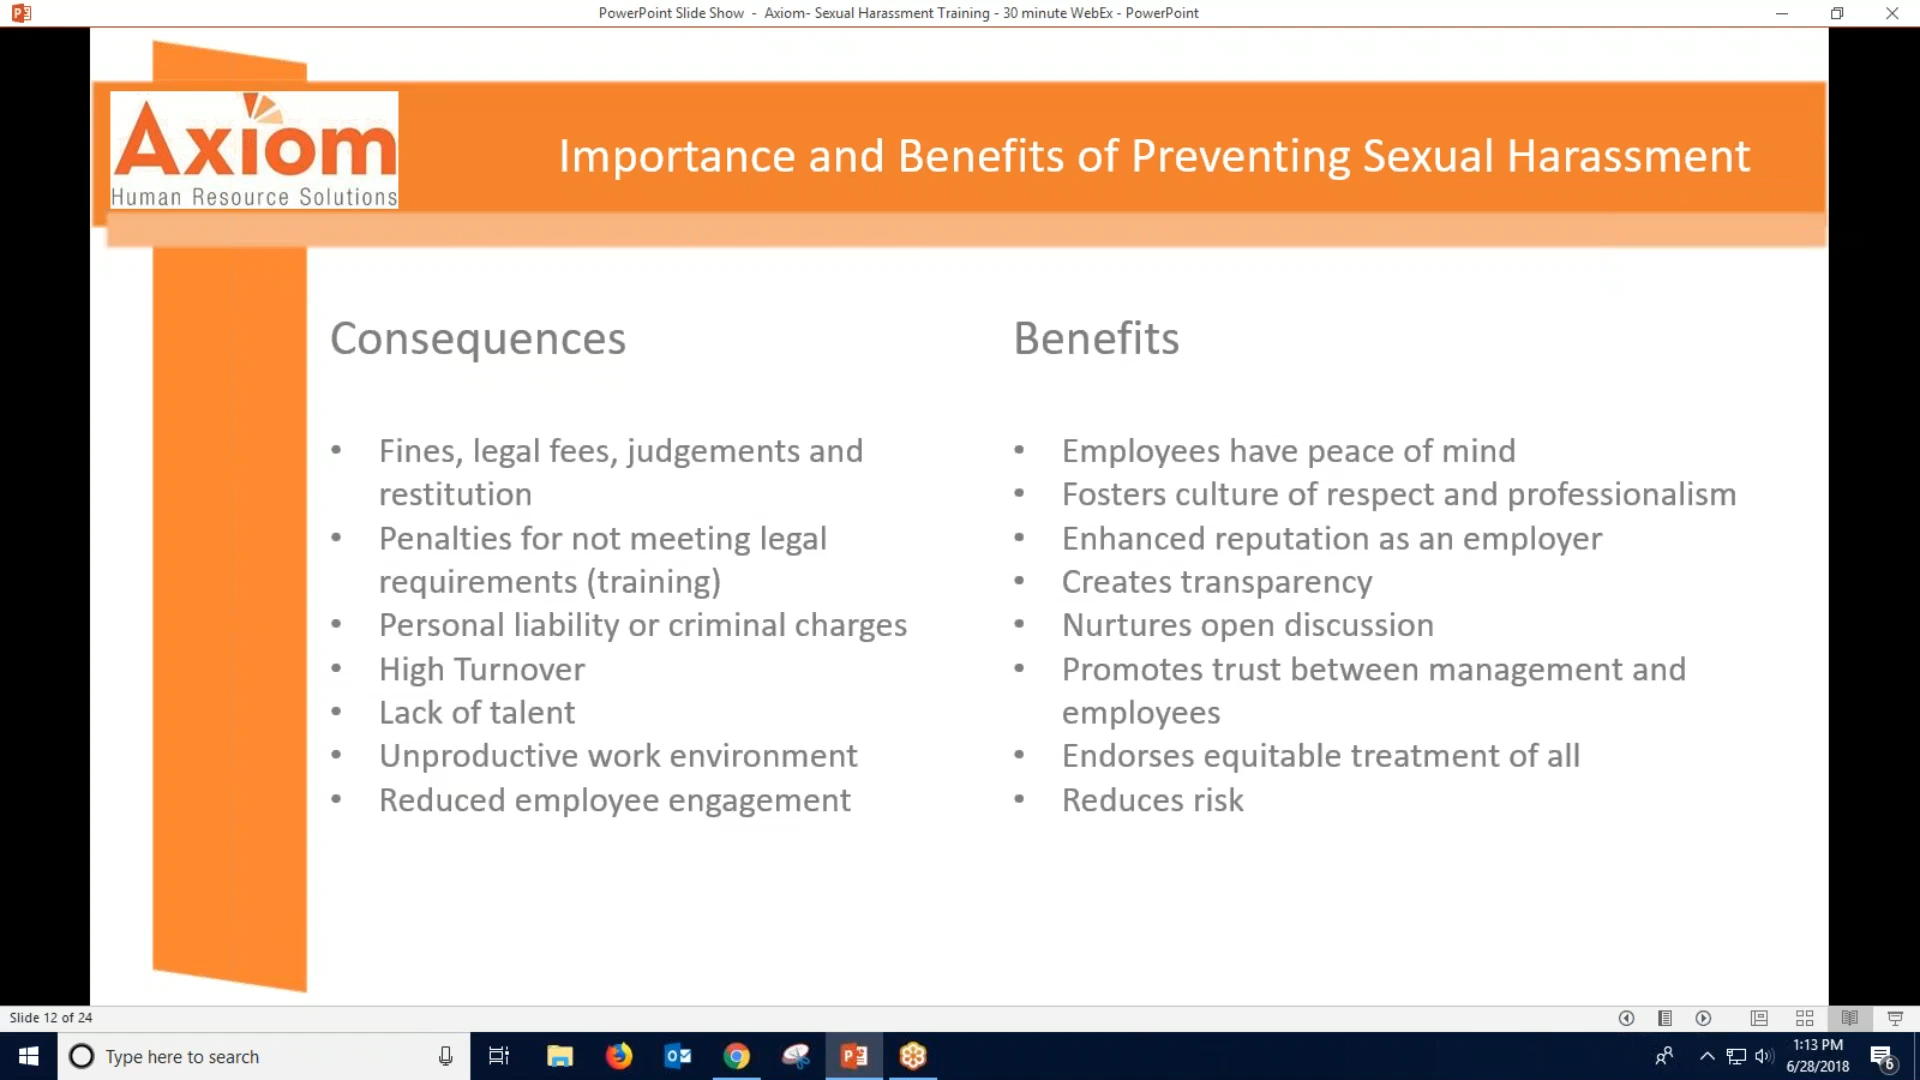 PowerPoint Slide Show - Axiom- Sexual Harassment Training - 30 minute WebEx - PowerPoint
Axiom
Human Resource Solutions
Importance and Benefits of Preventing Sexual Harassment
Consequences
• Fines, legal fees, judgements and
restitution
• Penalties for not meeting legal
requirements (training)
• Personal liability or criminal charges
• High Turnover
• Lack of talent
• Unproductive work environment
• Reduced employee engagement
Benefits
• Employees have peace of mind
• Fosters culture of respect and professionalism
• Enhanced reputation as an employer
• Creates transparency
• Nurtures open discussion
• Promotes trust between management and
employees
• Endorses equitable treatment of all
• Reduces risk
Slide 12 of 24
Type here to search
1:13 PM
6/28/2018
6